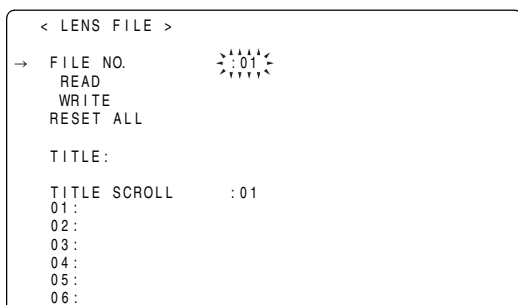 < LENS FILE >
→ FILE NO. :01
READ
WRITE
RESET ALL
TITLE:
TITLE SCROLL :01
01:
02:
03:
04:
05:
06: